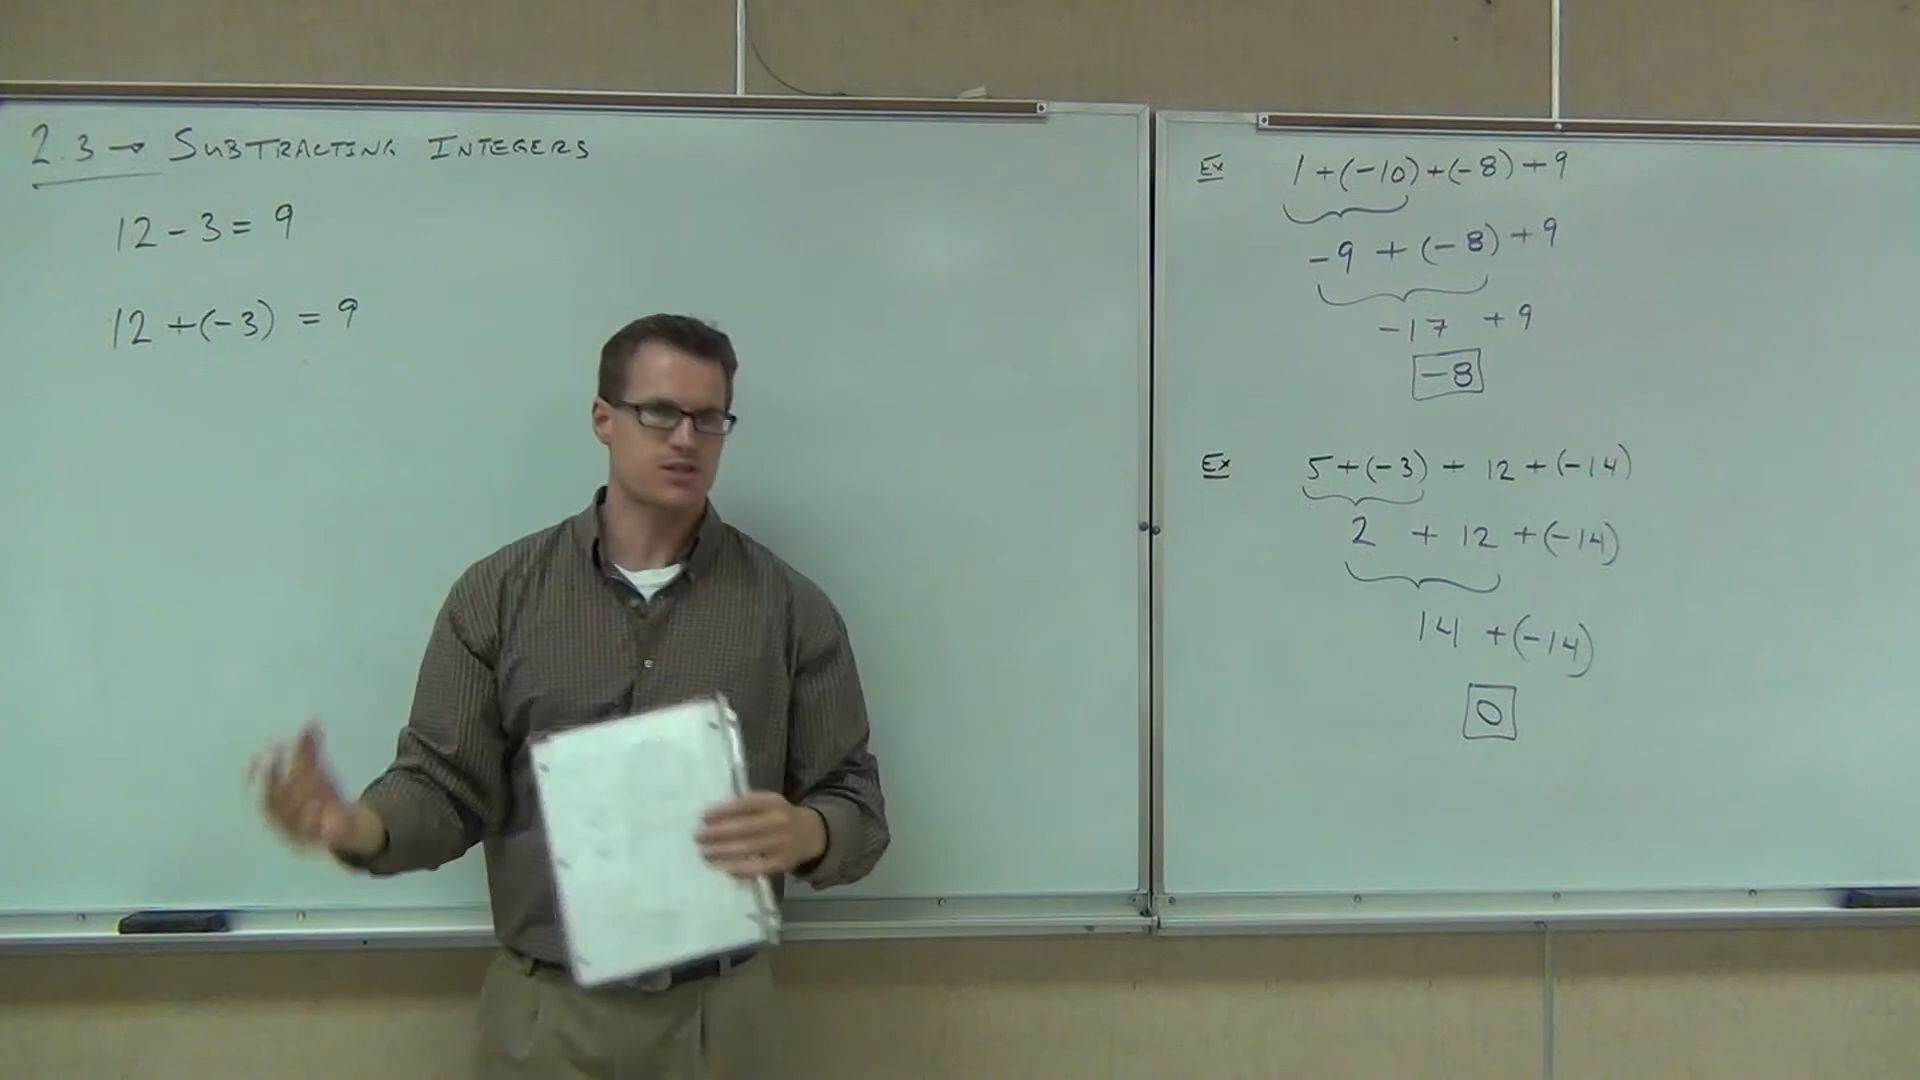 2.3 → SUBTRACTING INTEGERS
12 - 3 = 9
12 + (-3) = 9
Ex 1 + (-10) + (-8) + 9
-9 + (-8) + 9
-17 + 9
-8
Ex 5 + (-3) + 12 + (-14)
2 + 12 + (-14)
14 + (-14)
0